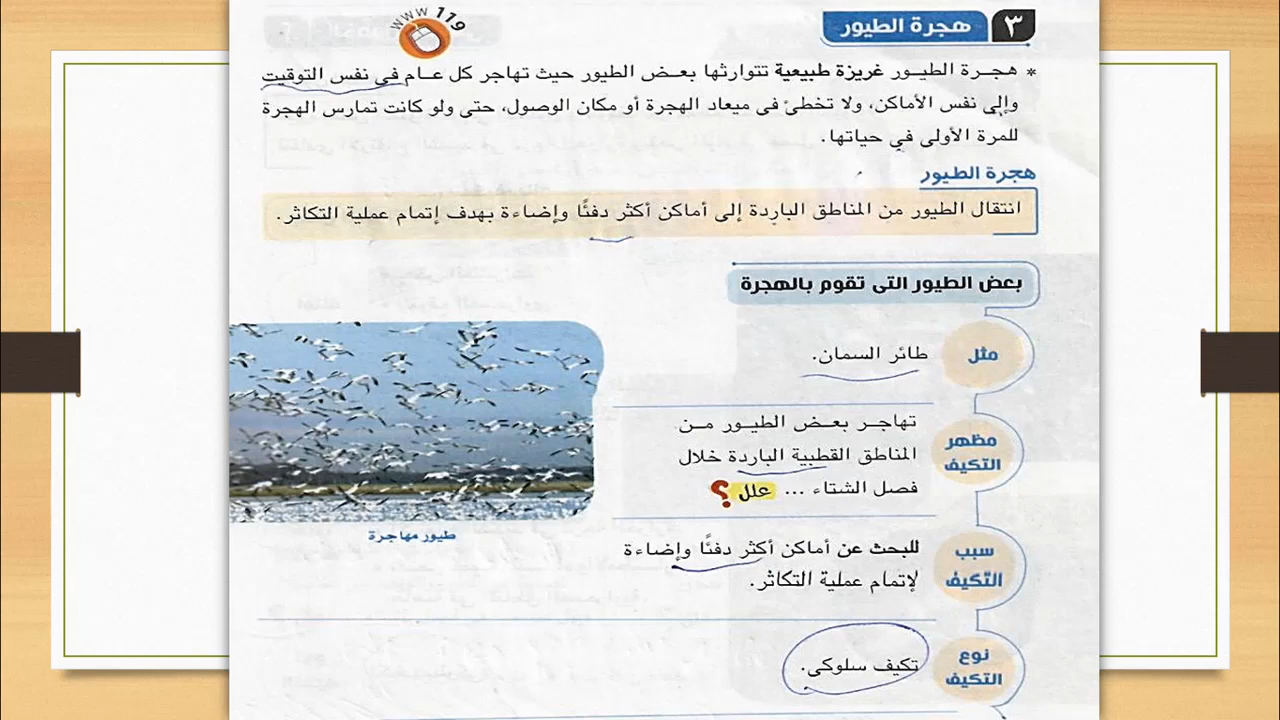 ٣ هجرة الطيور
WWW 119
* هجرة الطيور غريزة طبيعية تتوارثها بعض الطيور حيث تهاجر كل عام فى نفس التوقيت
وإلى نفس الأماكن، ولا تخطئ فى ميعاد الهجرة أو مكان الوصول، حتى ولو كانت تمارس الهجرة
للمرة الأولى في حياتها.
هجرة الطيور
انتقال الطيور من المناطق الباردة إلى أماكن أكثر دفئًا وإضاءة بهدف إتمام عملية التكاثر.
بعض الطيور التى تقوم بالهجرة
مثل
طائر السمان.
مظهر
التكيف
تهاجر بعض الطيور من
المناطق القطبية الباردة خلال
فصل الشتاء ... علل ؟
طيور مهاجرة
سبب
التكيف
للبحث عن أماكن أكثر دفئًا وإضاءة
لإتمام عملية التكاثر.
نوع
التكيف
تكيف سلوكى.